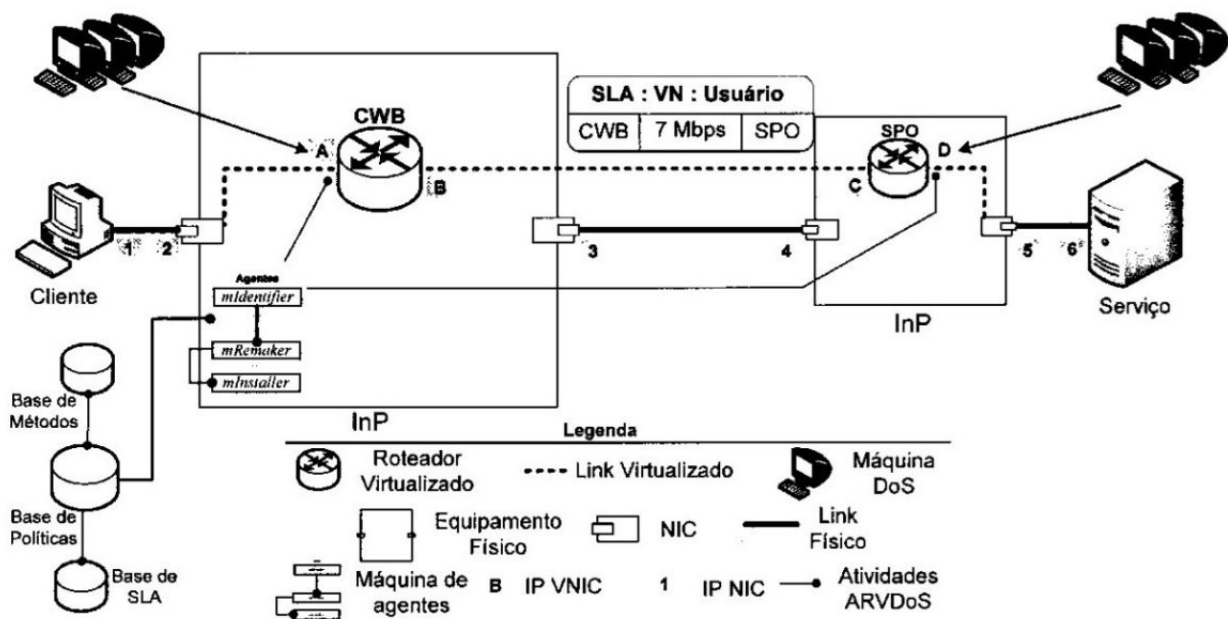 SLA : VN : Usuário
CWB 7 Mbps SPO
CWB
SPO
A
B
C
D
1 2
3 4
5 6
Cliente
Agentes
mIdentifier
mRemaker
mInstaller
InP
InP
Serviço
Base de
Métodos
Base de
Políticas
Base de
SLA
Legenda
Roteador
Virtualizado
Link Virtualizado
Máquina
DoS
Equipamento
Físico
NIC
Link
Físico
Máquina de
agentes
B IP VNIC
1 IP NIC
Atividades
ARVDoS